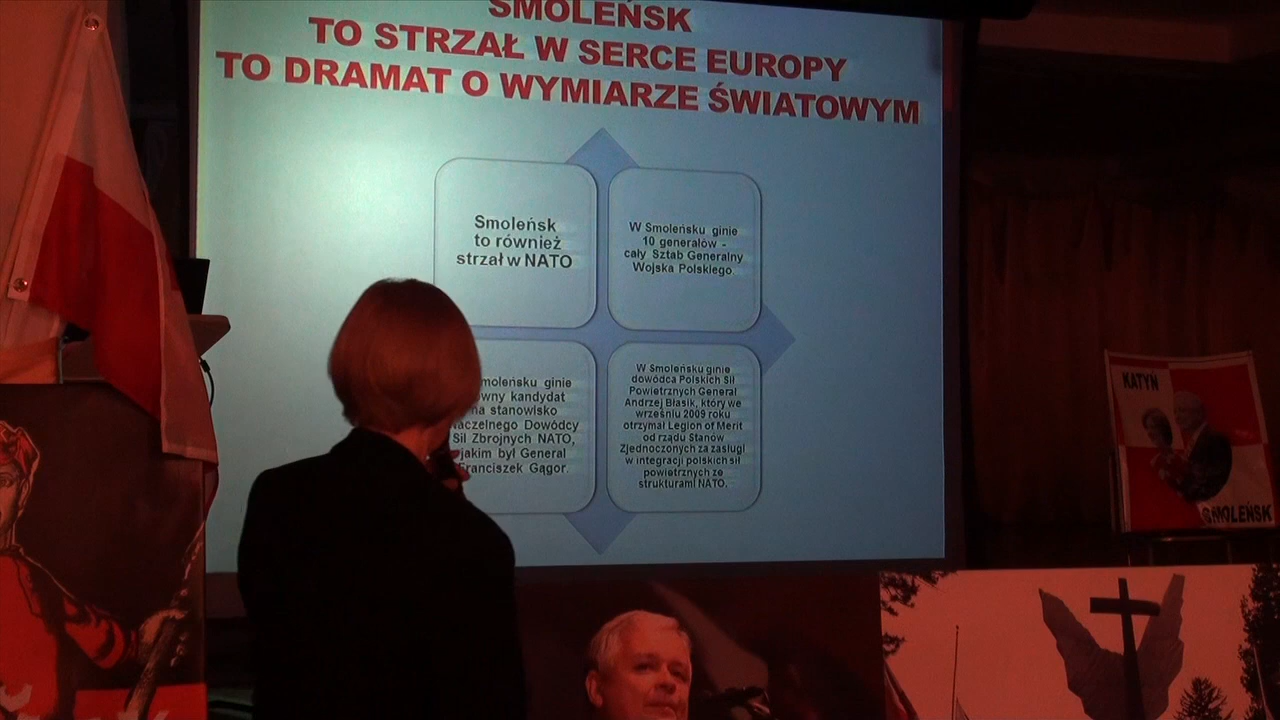 SMOLEŃSK
TO STRZAŁ W SERCE EUROPY
TO DRAMAT O WYMIARZE ŚWIATOWYM
Smoleńsk
to również
strzał w NATO
W Smoleńsku ginie
10 generałów -
cały Sztab Generalny
Wojska Polskiego
ginie
kandydat
na stanowisko
Dowódcy
Sił Zbrojnych NATO,
jakim był General
Franciszek Gągor.
W Smoleńsku ginie
dowódca Polskich Sił
Powietrznych General
Andrzej Błasik, który we
wrześniu 2009 roku
otrzymał Legion of Merit
od rządu Stanów
Zjednoczonych za zasługi
w integracji polskich sił
powietrznych ze
strukturami NATO.
KATYŃ
SMOLEŃSK